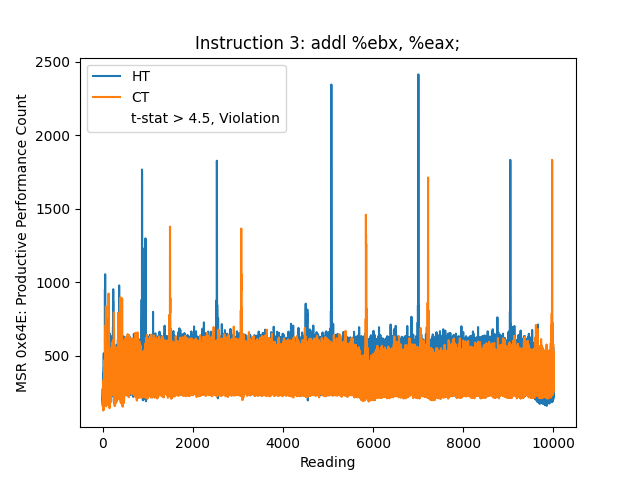 Instruction 3: addl %ebx, %eax;
HT
CT
t-stat > 4.5, Violation
MSR 0x64E: Productive Performance Count
2500
2000
1500
1000
500
0
2000
4000
6000
8000
10000
Reading